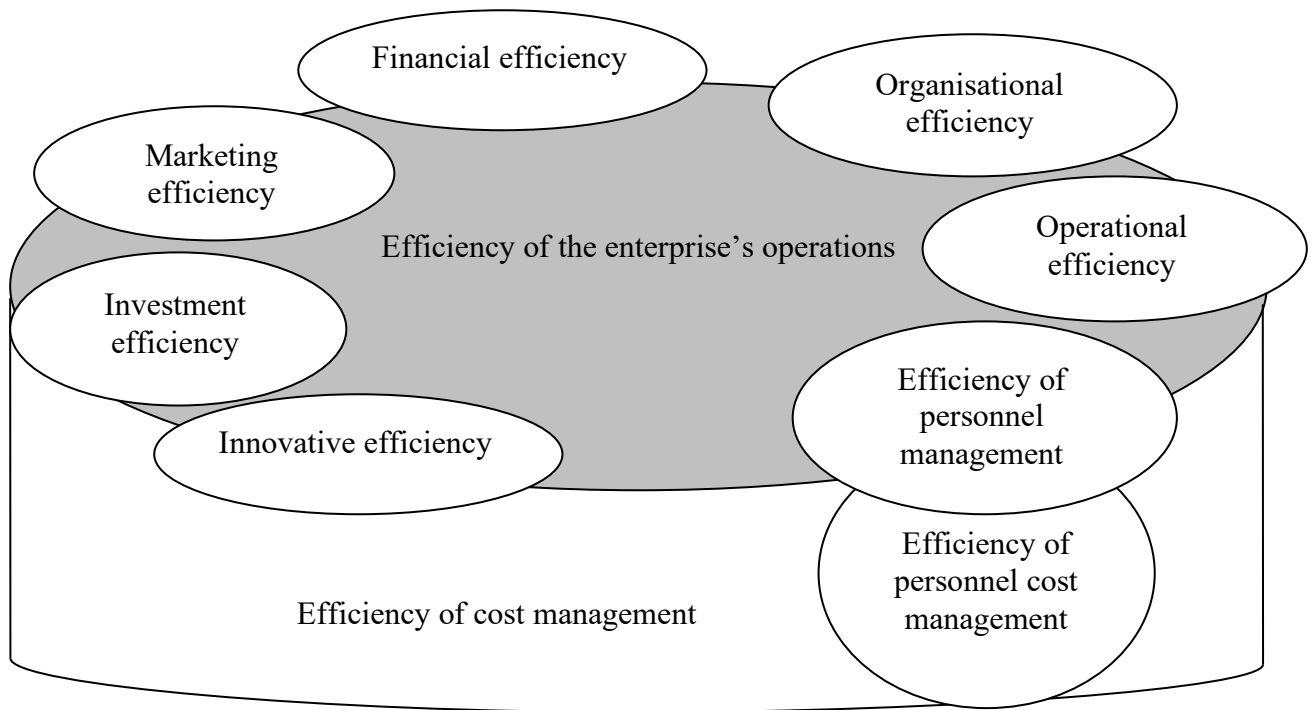 Financial efficiency
Organisational
efficiency
Marketing
efficiency
Operational
efficiency
Efficiency of the enterprise’s operations
Investment
efficiency
Efficiency of
personnel
management
Innovative efficiency
Efficiency of
personnel cost
management
Efficiency of cost management